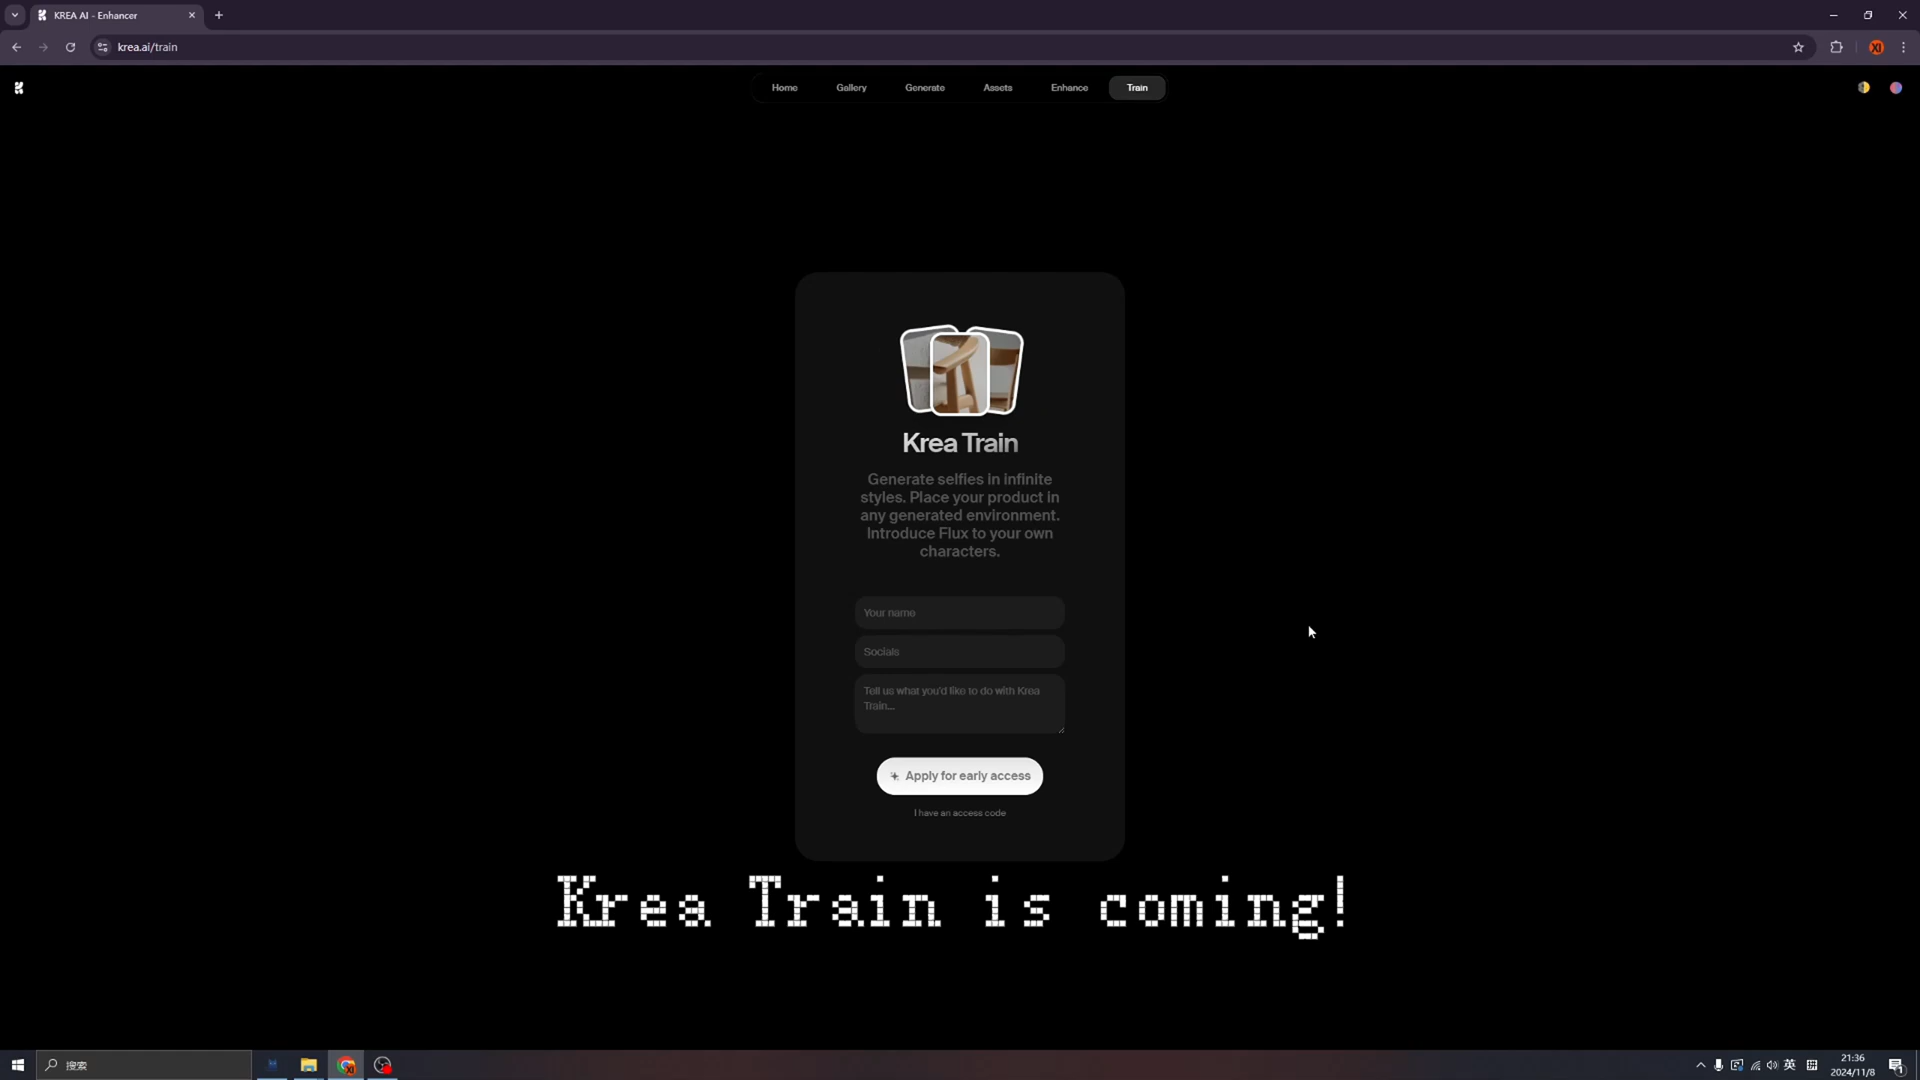 KREA AI - Enhancer
krea.ai/train
Home Gallery Generate Assets Enhance Train
Krea Train
Generate selfies in infinite
styles. Place your product in
any generated environment.
Introduce Flux to your own
characters.
Your name
Socials
Tell us what you'd like to do with Krea
Train...
Apply for early access
I have an access code
Krea Train is coming!
搜索
英
21:36
2024/11/8